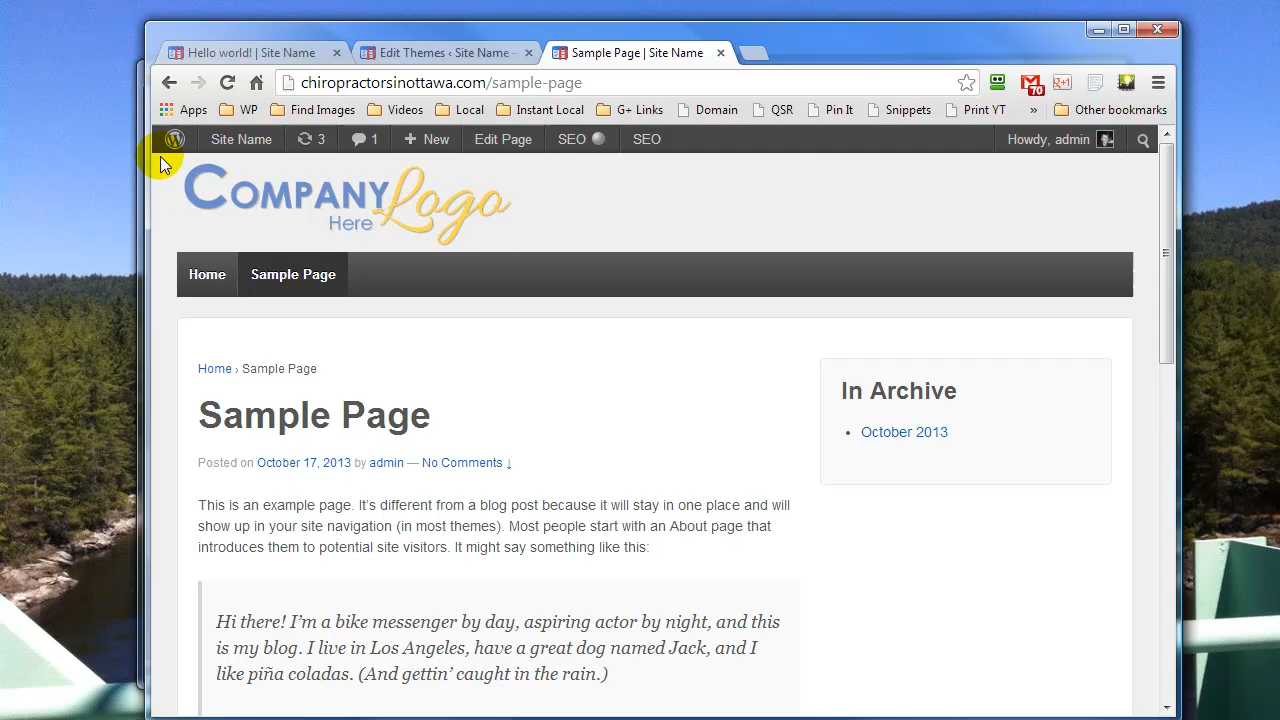 Hello world! | Site Name
Edit Themes ‹ Site Name -
Sample Page | Site Name
chiropractorsinottawa.com/sample-page
70
Apps WP Find Images Videos Local Instant Local G+ Links Domain QSR Pin It Snippets Print YT » Other bookmarks
Site Name 3 1 + New Edit Page SEO SEO Howdy, admin
Company Logo
Here
Home Sample Page
Home › Sample Page
Sample Page
Posted on October 17, 2013 by admin — No Comments ↓
This is an example page. It’s different from a blog post because it will stay in one place and will
show up in your site navigation (in most themes). Most people start with an About page that
introduces them to potential site visitors. It might say something like this:
Hi there! I’m a bike messenger by day, aspiring actor by night, and this
is my blog. I live in Los Angeles, have a great dog named Jack, and I
like piña coladas. (And gettin’ caught in the rain.)
In Archive
• October 2013